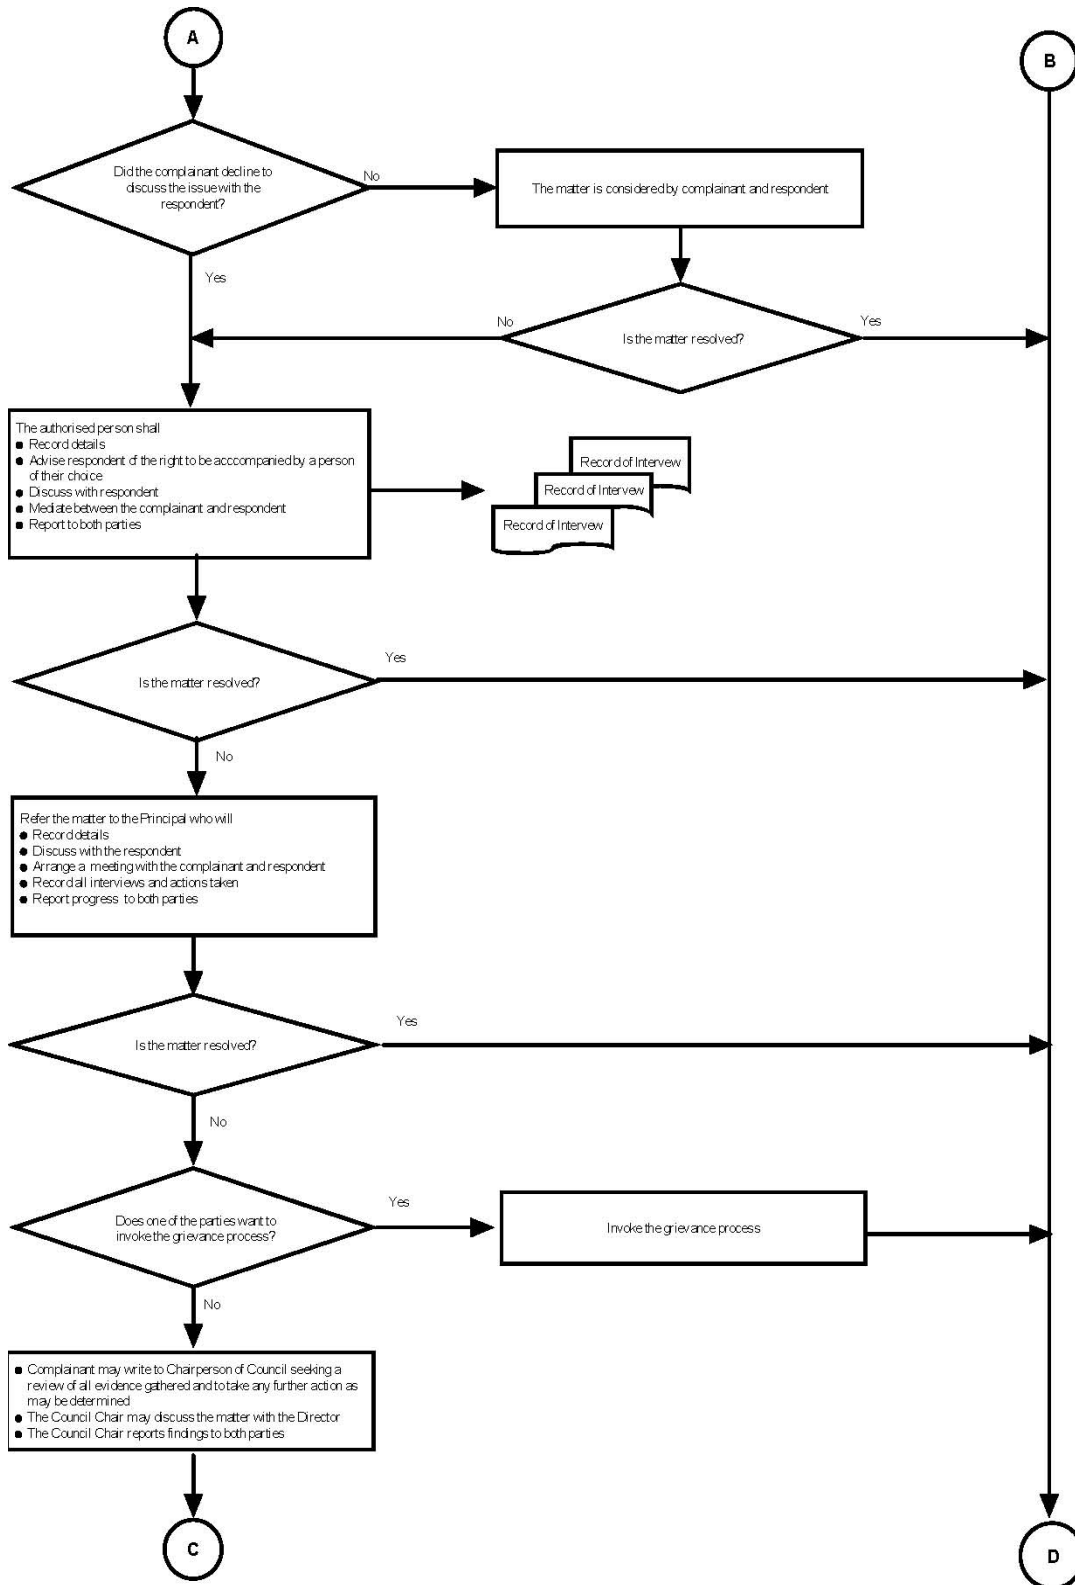 A
B
Did the complainant decline to
discuss the issue with the
respondent?
No
The matter is considered by complainant and respondent
Yes
No
Is the matter resolved?
Yes
The authorised person shall
● Record details
● Advise respondent of the right to be acccompanied by a person
of their choice
● Discuss with respondent
● Mediate between the complainant and respondent
● Report to both parties
Record of Intervew
Record of Intervew
Record of Intervew
Is the matter resolved?
Yes
No
Refer the matter to the Principal who will
● Record details
● Discuss with the respondent
● Arrange a meeting with the complainant and respondent
● Record all interviews and actions taken
● Report progress to both parties
Is the matter resolved?
Yes
No
Does one of the parties want to
invoke the grievance process?
Yes
Invoke the grievance process
No
● Complainant may write to Chairperson of Council seeking a
review of all evidence gathered and to take any further action as
may be determined
● The Council Chair may discuss the matter with the Director
● The Council Chair reports findings to both parties
C
D